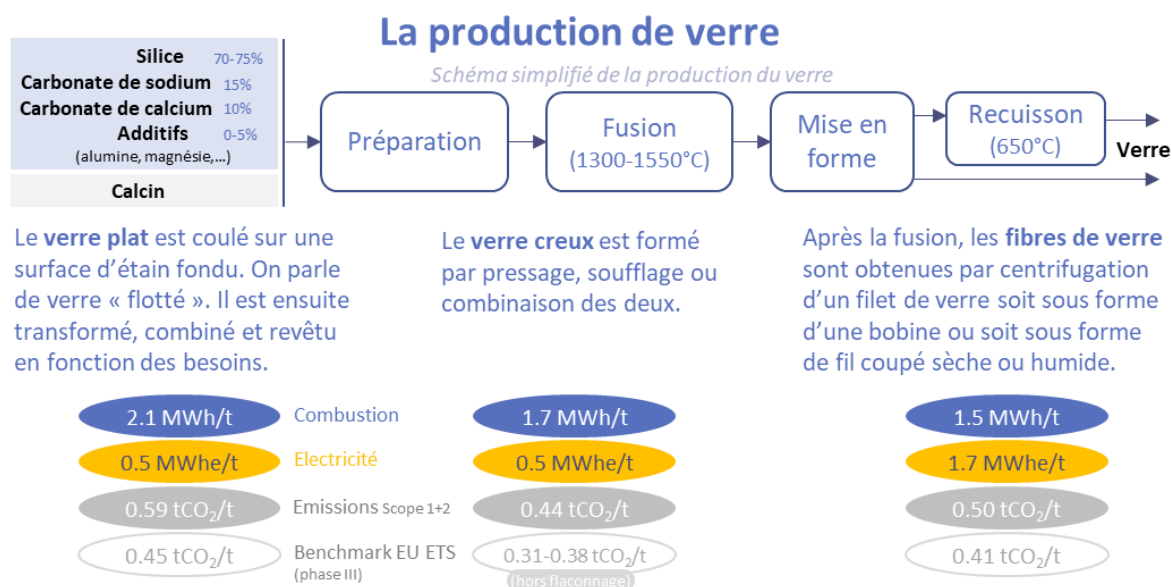 La production de verre
Schéma simplifié de la production du verre
Silice 70-75%
Carbonate de sodium 15%
Carbonate de calcium 10%
Additifs 0-5%
(alumine, magnésie,…)
Calcin
Préparation
Fusion
(1300-1550°C)
Mise en
forme
Recuisson
(650°C)
Verre
Le verre plat est coulé sur une
surface d’étain fondu. On parle
de verre « flotté ». Il est ensuite
transformé, combiné et revêtu
en fonction des besoins.
Le verre creux est formé
par pressage, soufflage ou
combinaison des deux.
Après la fusion, les fibres de verre
sont obtenues par centrifugation
d’un filet de verre soit sous forme
d’une bobine ou soit sous forme
de fil coupé sèche ou humide.
2.1 MWh/t Combustion 1.7 MWh/t 1.5 MWh/t
0.5 MWhe/t Electricité 0.5 MWhe/t 1.7 MWhe/t
0.59 tCO₂/t Emissions Scope 1+2 0.44 tCO₂/t 0.50 tCO₂/t
0.45 tCO₂/t Benchmark EU ETS 0.31-0.38 tCO₂/t 0.41 tCO₂/t
(phase III) (hors flaconnage)